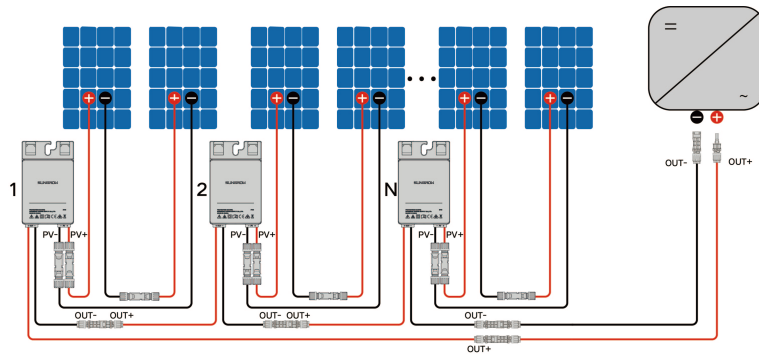 1
SUNGROW
PV-
PV+
OUT-
OUT+
2
SUNGROW
PV-
PV+
OUT-
OUT+
N
SUNGROW
PV-
PV+
OUT-
OUT+
OUT-
OUT+